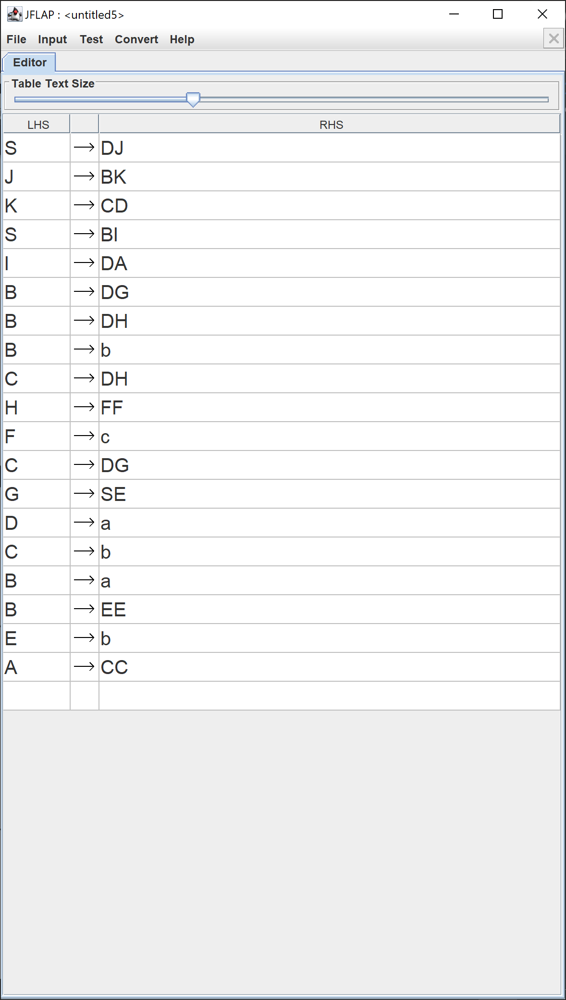 JFLAP : <untitled5>
File Input Test Convert Help
Editor
Table Text Size
LHS RHS
S → DJ
J → BK
K → CD
S → BI
I → DA
B → DG
B → DH
B → b
C → DH
H → FF
F → c
C → DG
G → SE
D → a
C → b
B → a
B → EE
E → b
A → CC